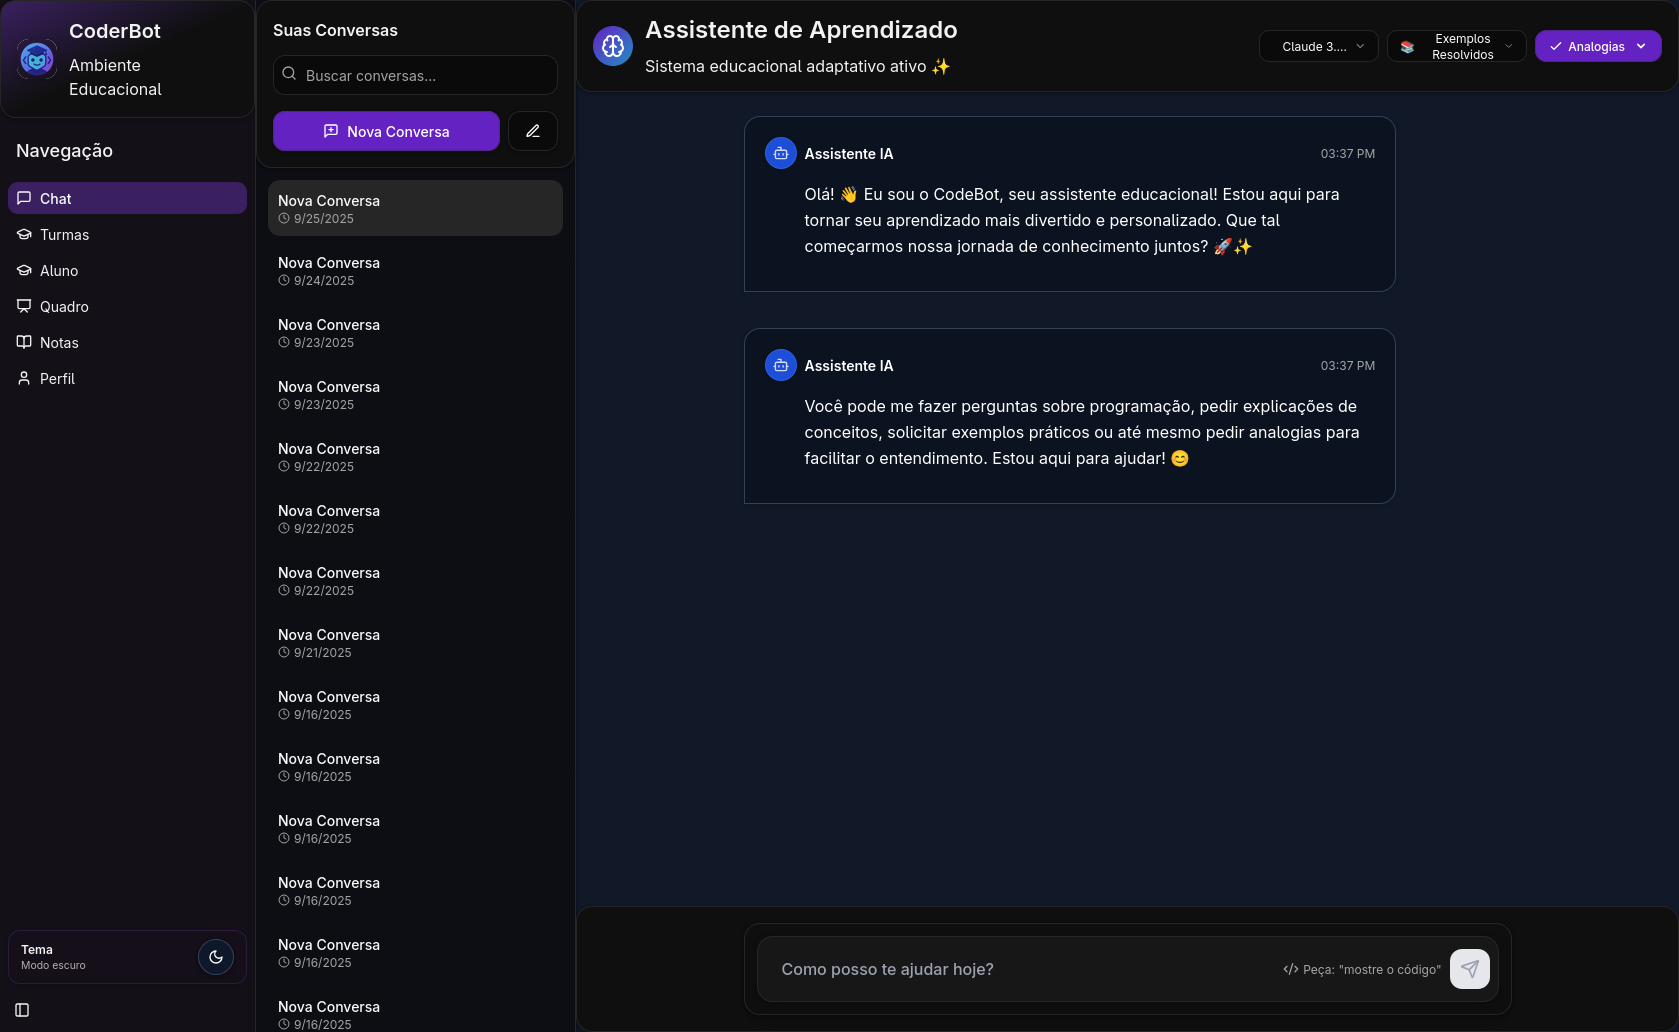 CoderBot
Ambiente
Educacional
Navegação
Chat
Turmas
Aluno
Quadro
Notas
Perfil
Tema
Modo escuro
Suas Conversas
Buscar conversas...
Nova Conversa
Nova Conversa
9/25/2025
Nova Conversa
9/24/2025
Nova Conversa
9/23/2025
Nova Conversa
9/23/2025
Nova Conversa
9/22/2025
Nova Conversa
9/22/2025
Nova Conversa
9/22/2025
Nova Conversa
9/21/2025
Nova Conversa
9/16/2025
Nova Conversa
9/16/2025
Nova Conversa
9/16/2025
Nova Conversa
9/16/2025
Nova Conversa
9/16/2025
Nova Conversa
9/16/2025
Assistente de Aprendizado
Sistema educacional adaptativo ativo ✨
Claude 3....
📚 Exemplos
Resolvidos
Analogias
Assistente IA 03:37 PM
Olá! 👋 Eu sou o CodeBot, seu assistente educacional! Estou aqui para
tornar seu aprendizado mais divertido e personalizado. Que tal
começarmos nossa jornada de conhecimento juntos? 🚀✨
Assistente IA 03:37 PM
Você pode me fazer perguntas sobre programação, pedir explicações de
conceitos, solicitar exemplos práticos ou até mesmo pedir analogias para
facilitar o entendimento. Estou aqui para ajudar! 😊
Como posso te ajudar hoje?
Peça: "mostre o código"